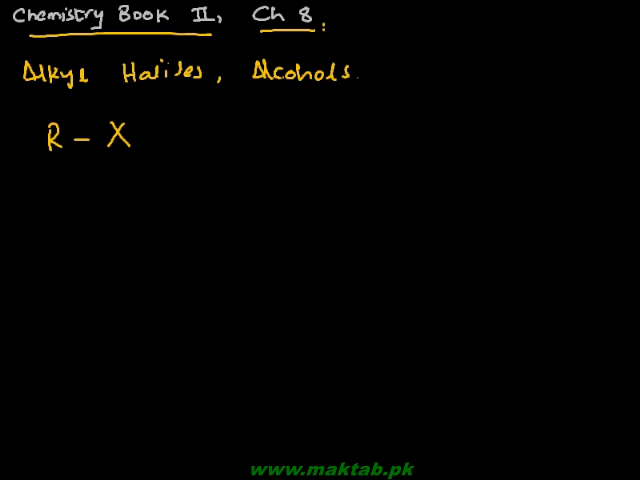 Chemistry Book II, Ch 8 :
Alkyl Halides, Alcohols.
R - X
www.maktab.pk